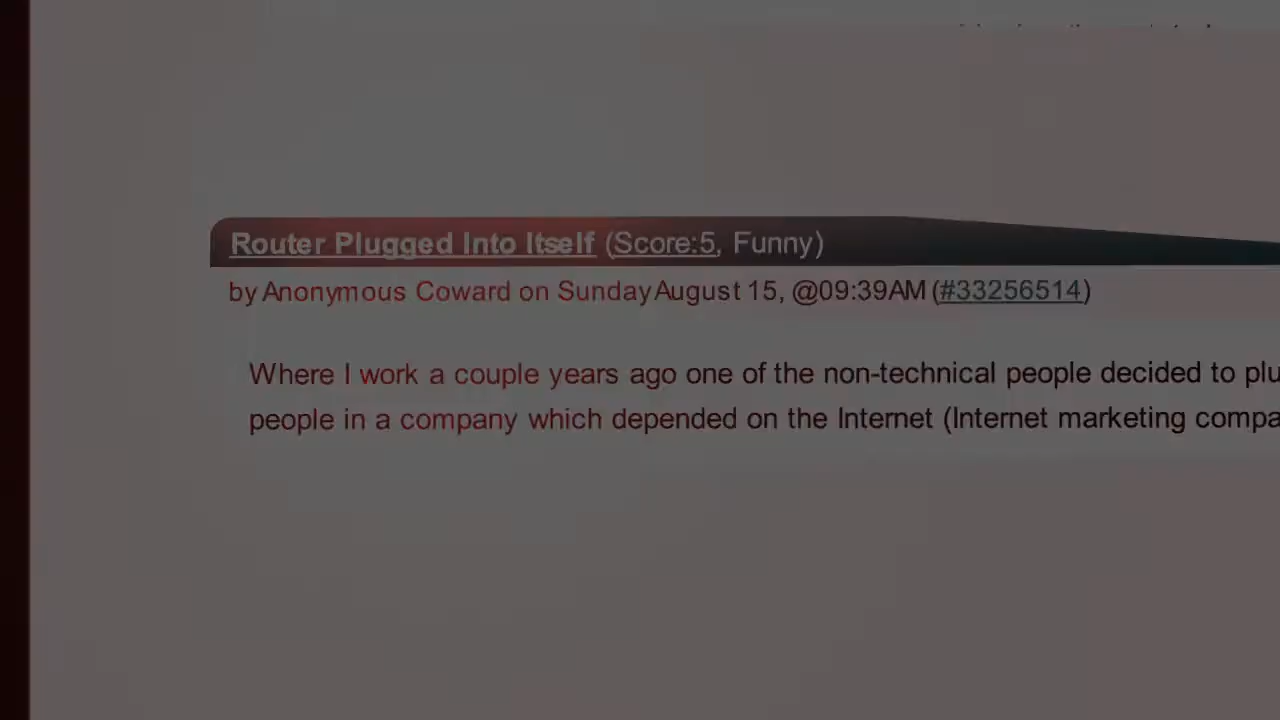 Router Plugged Into Itself (Score:5, Funny)
by Anonymous Coward on Sunday August 15, @09:39AM (#33256514)
Where I work a couple years ago one of the non-technical people decided to plu
people in a company which depended on the Internet (Internet marketing compa